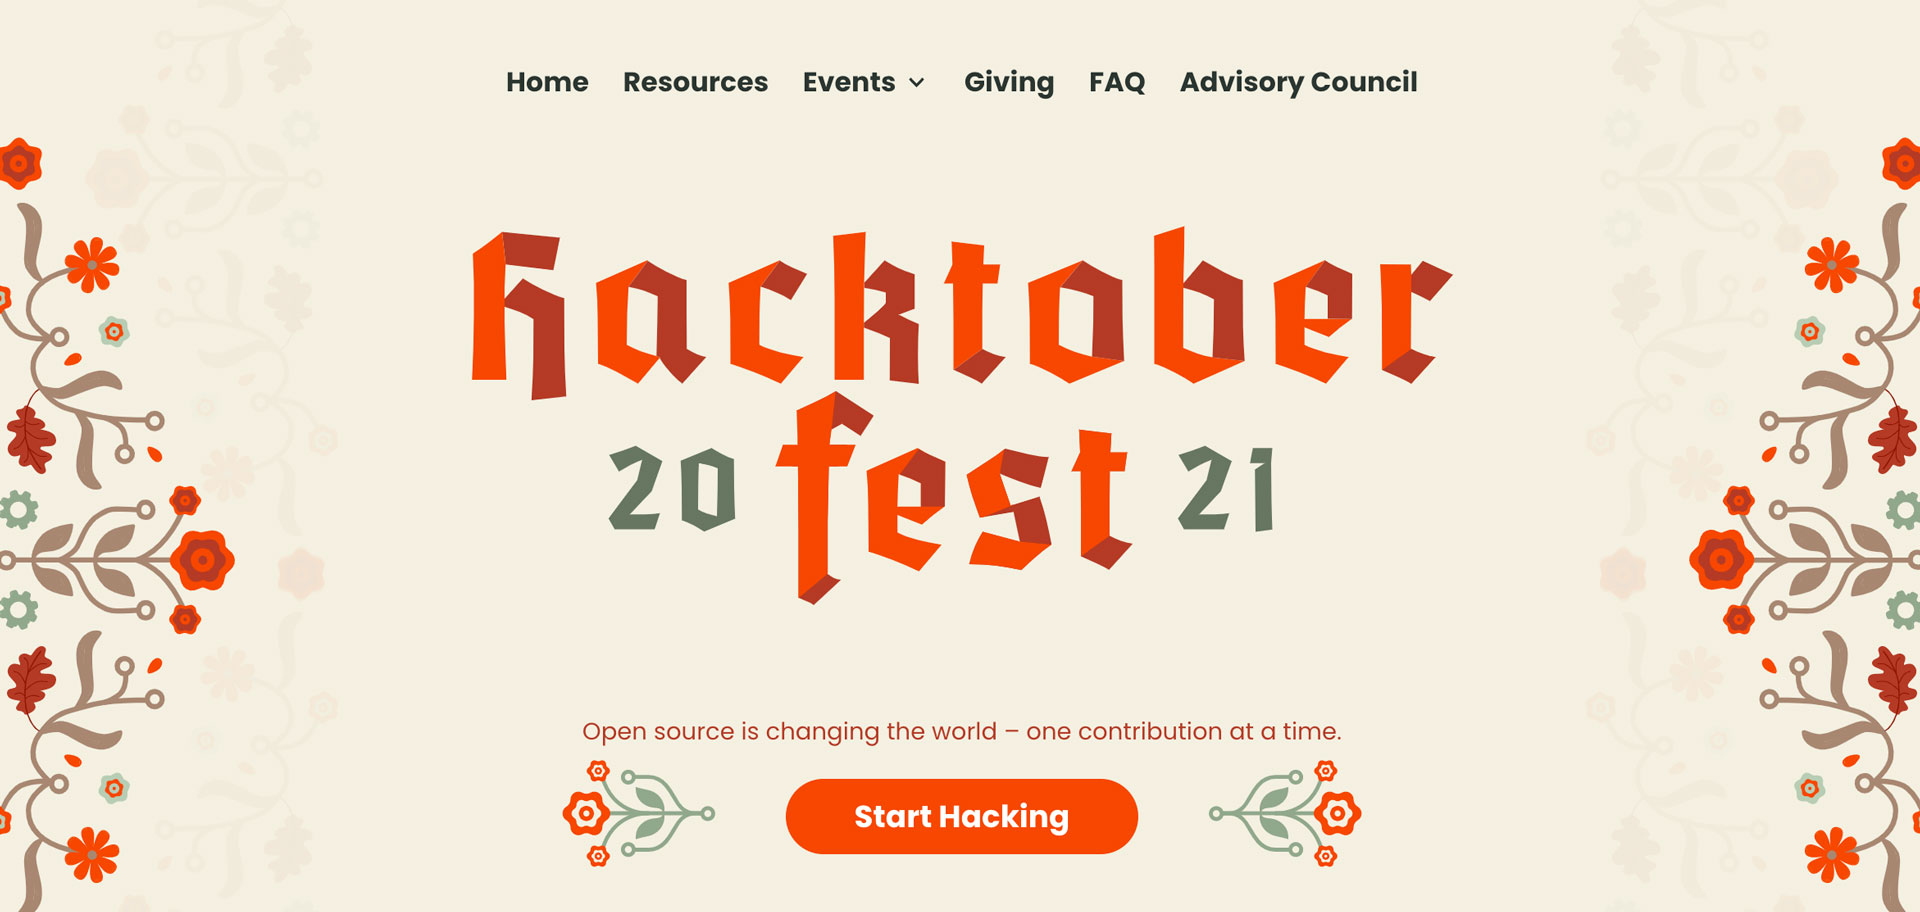 Home Resources Events Giving FAQ Advisory Council
hacktober
20 fest 21
Open source is changing the world – one contribution at a time.
Start Hacking